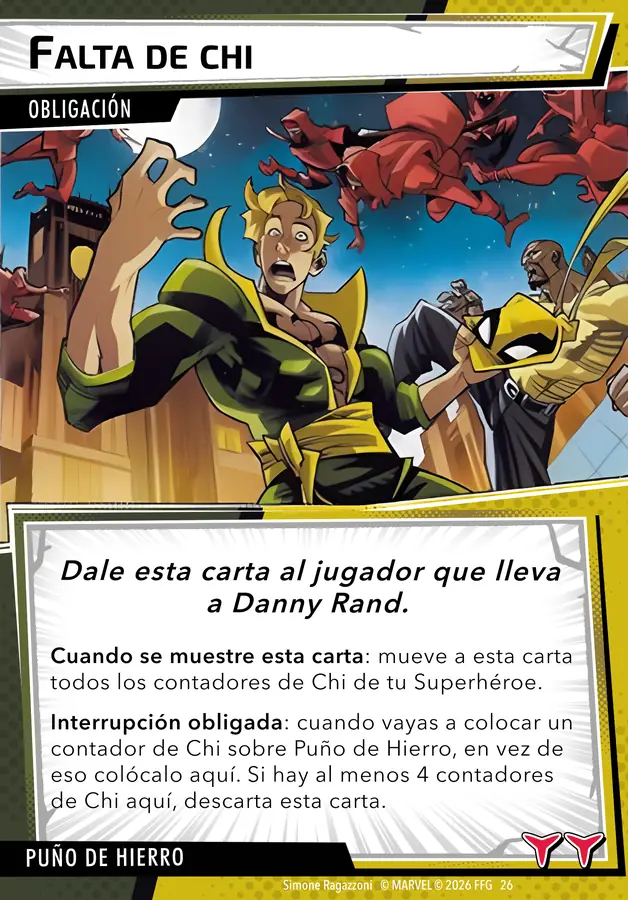 FALTA DE CHI
OBLIGACIÓN
Dale esta carta al jugador que lleva
a Danny Rand.
Cuando se muestre esta carta: mueve a esta carta
todos los contadores de Chi de tu Superhéroe.
Interrupción obligada: cuando vayas a colocar un
contador de Chi sobre Puño de Hierro, en vez de
eso colócalo aquí. Si hay al menos 4 contadores
de Chi aquí, descarta esta carta.
PUÑO DE HIERRO
Simone Ragazzoni © MARVEL © 2026 FFG 26